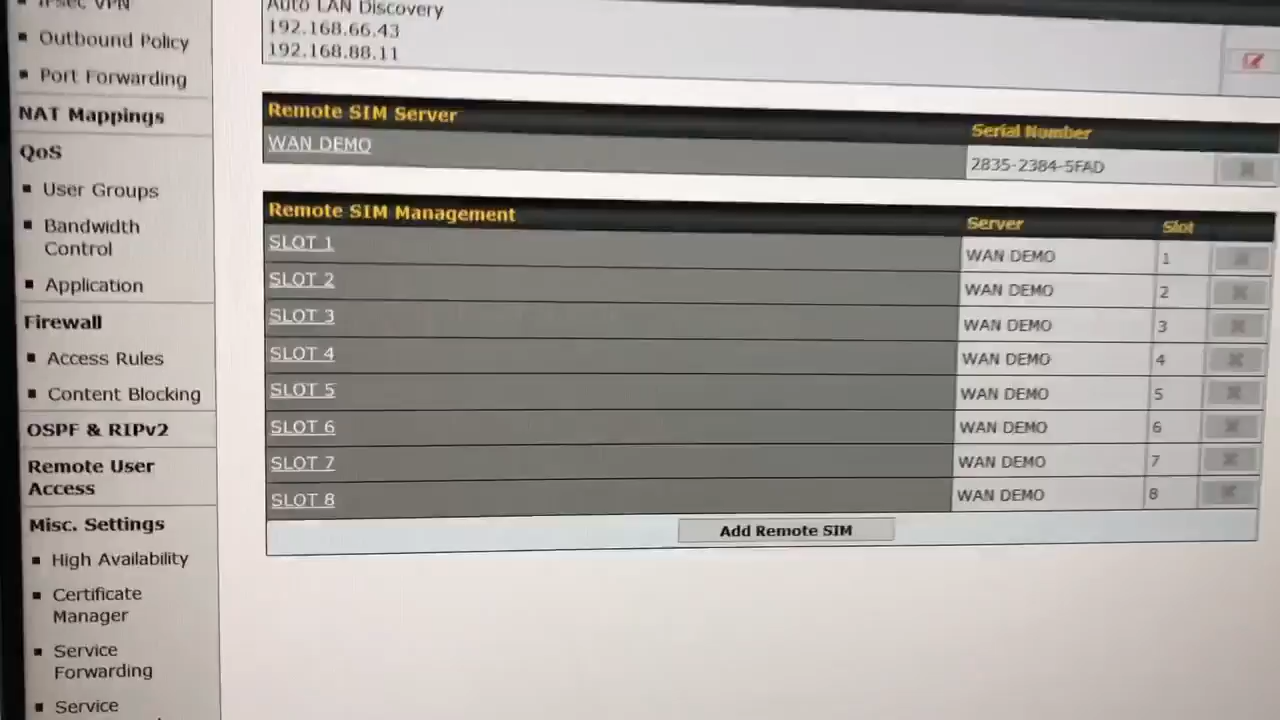 IPsec VPN
Outbound Policy
Port Forwarding
NAT Mappings
QoS
User Groups
Bandwidth
Control
Application
Firewall
Access Rules
Content Blocking
OSPF & RIPv2
Remote User
Access
Misc. Settings
High Availability
Certificate
Manager
Service
Forwarding
Service
Auto LAN Discovery
192.168.66.43
192.168.88.11
Remote SIM Server Serial Number
WAN DEMO 2835-2384-5FAD
Remote SIM Management Server Slot
SLOT 1 WAN DEMO 1
SLOT 2 WAN DEMO 2
SLOT 3 WAN DEMO 3
SLOT 4 WAN DEMO 4
SLOT 5 WAN DEMO 5
SLOT 6 WAN DEMO 6
SLOT 7 WAN DEMO 7
SLOT 8 WAN DEMO 8
Add Remote SIM